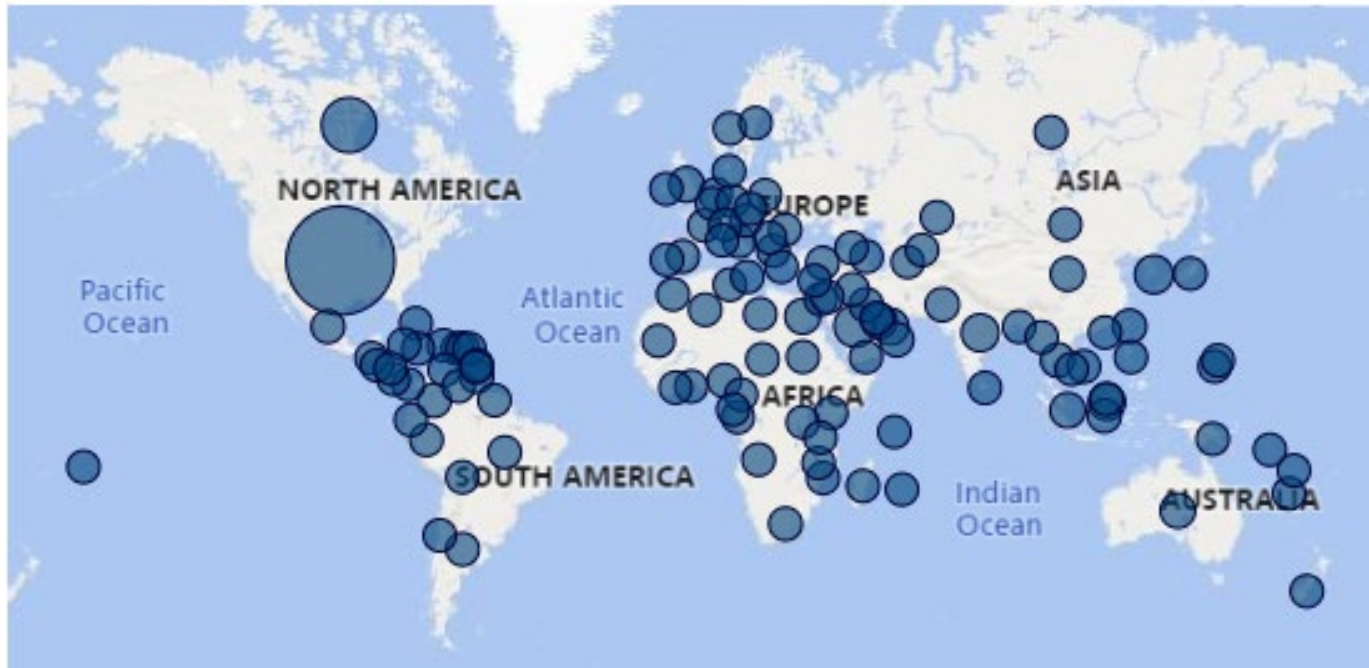 NORTH AMERICA
ASIA
EUROPE
Pacific
Ocean
Atlantic
Ocean
AFRICA
SOUTH AMERICA
Indian
Ocean
AUSTRALIA